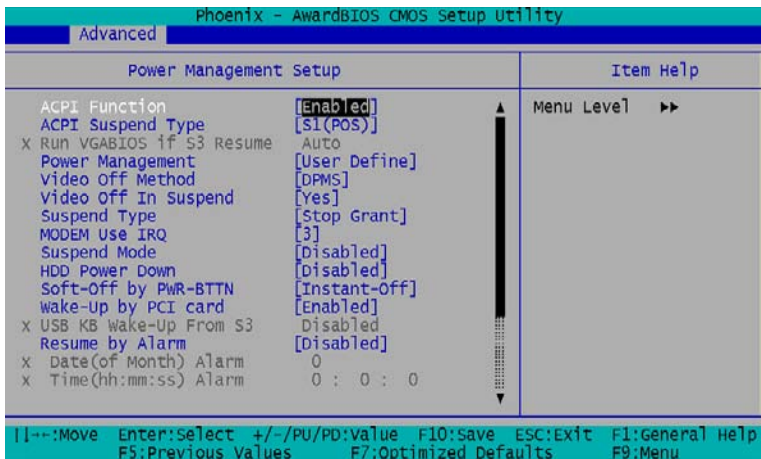 Phoenix - AwardBIOS CMOS Setup Utility
Advanced
Power Management Setup
Item Help
ACPI Function [Enabled]
Menu Level ▶▶
ACPI Suspend Type [S1(POS)]
x Run VGABIOS if S3 Resume Auto
Power Management [User Define]
Video Off Method [DPMS]
Video Off In Suspend [Yes]
Suspend Type [Stop Grant]
MODEM Use IRQ [3]
Suspend Mode [Disabled]
HDD Power Down [Disabled]
Soft-Off by PWR-BTTN [Instant-Off]
Wake-Up by PCI card [Enabled]
x USB KB Wake-Up From S3 Disabled
Resume by Alarm [Disabled]
x Date(of Month) Alarm 0
x Time(hh:mm:ss) Alarm 0 : 0 : 0
||--:Move Enter:Select +/-/PU/PD:Value F10:Save ESC:Exit F1:General Help
F5:Previous Values F7:Optimized Defaults F9:Menu